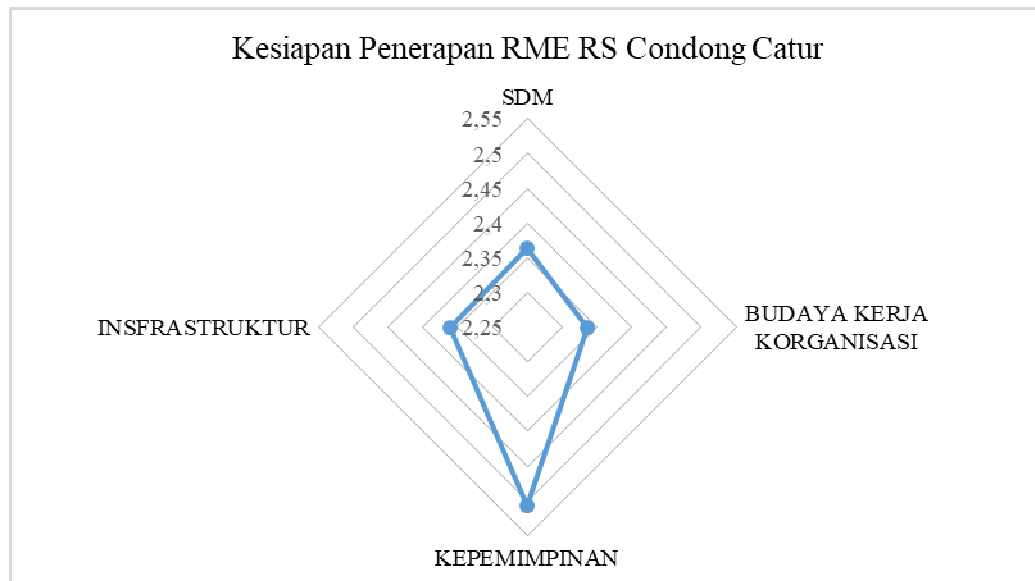 Kesiapan Penerapan RME RS Condong Catur
SDM
2,55
2,5
2,45
2,4
2,35
2,3
2,25
INSFRASTRUKTUR
BUDAYA KERJA
KORGANISASI
KEPEMIMPINAN